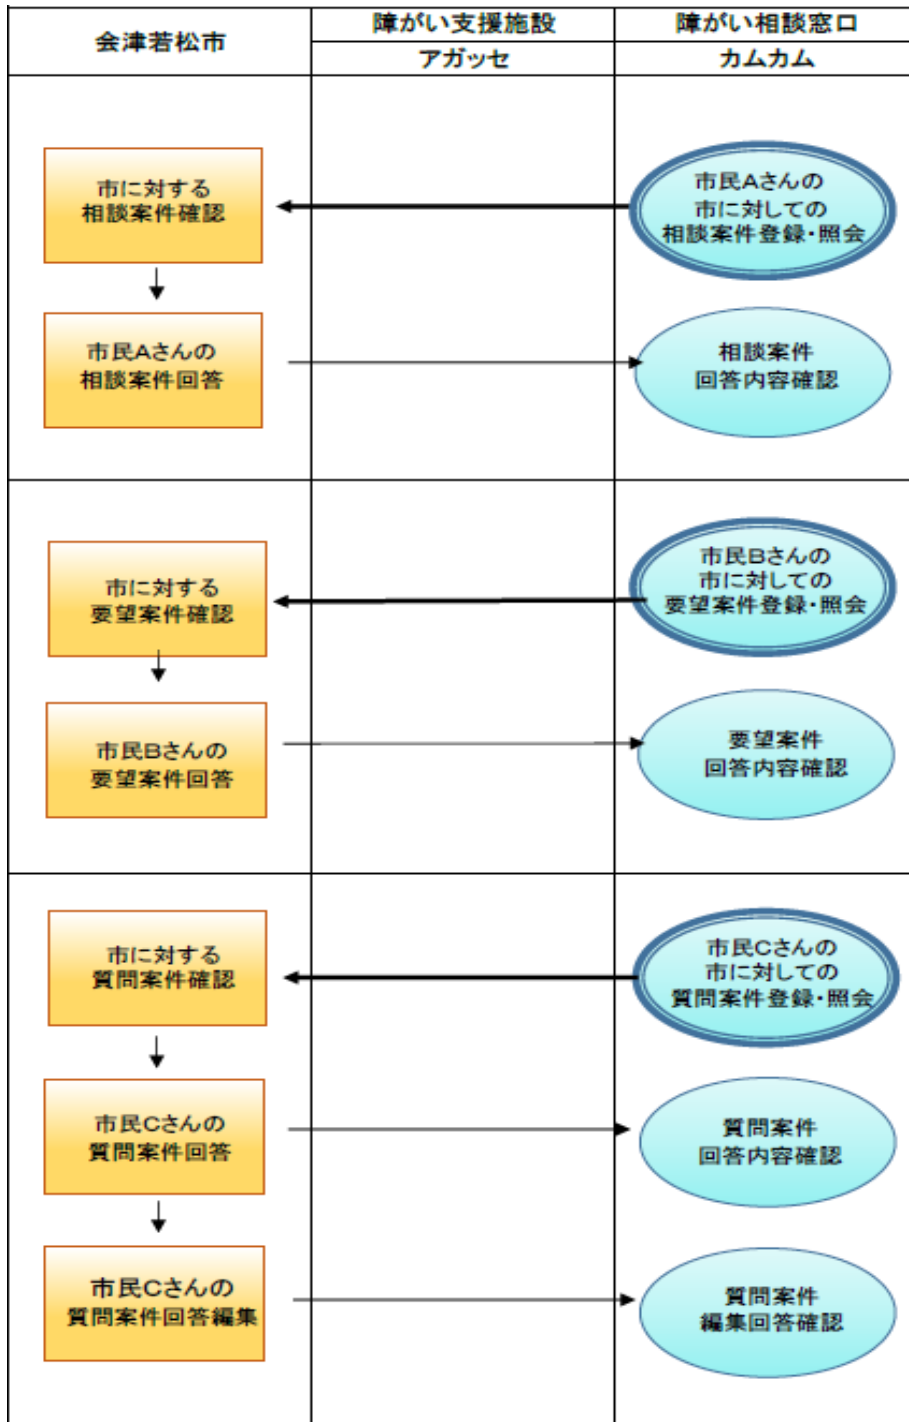 会津若松市
障がい支援施設
アガッセ
障がい相談窓口
カムカム
市に対する
相談案件確認
市民Aさんの
市に対しての
相談案件登録・照会
市民Aさんの
相談案件回答
相談案件
回答内容確認
市に対する
要望案件確認
市民Bさんの
市に対しての
要望案件登録・照会
市民Bさんの
要望案件回答
要望案件
回答内容確認
市に対する
質問案件確認
市民Cさんの
市に対しての
質問案件登録・照会
市民Cさんの
質問案件回答
質問案件
回答内容確認
市民Cさんの
質問案件回答編集
質問案件
編集回答確認